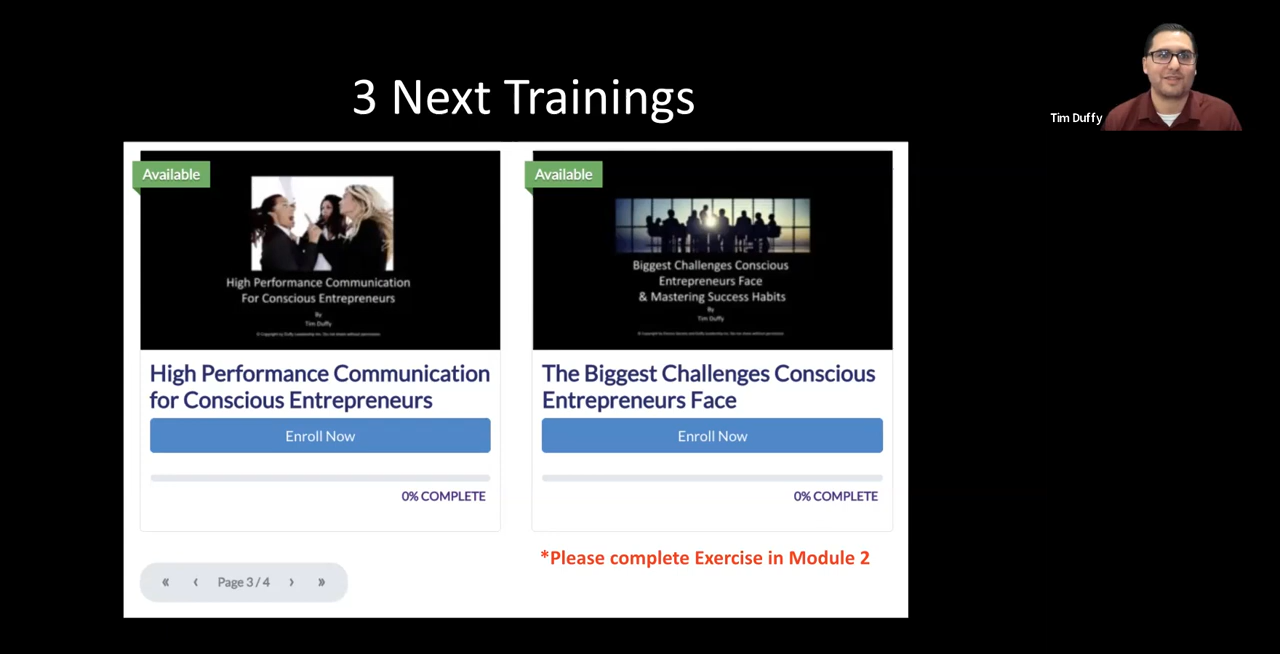 3 Next Trainings
Tim Duffy
Available
High Performance Communication
For Conscious Entrepreneurs
By
Tim Duffy
High Performance Communication
for Conscious Entrepreneurs
Enroll Now
0% COMPLETE
Available
Biggest Challenges Conscious
Entrepreneurs Face
& Mastering Success Habits
By
Tim Duffy
The Biggest Challenges Conscious
Entrepreneurs Face
Enroll Now
0% COMPLETE
*Please complete Exercise in Module 2
« ‹ Page 3 / 4 › »